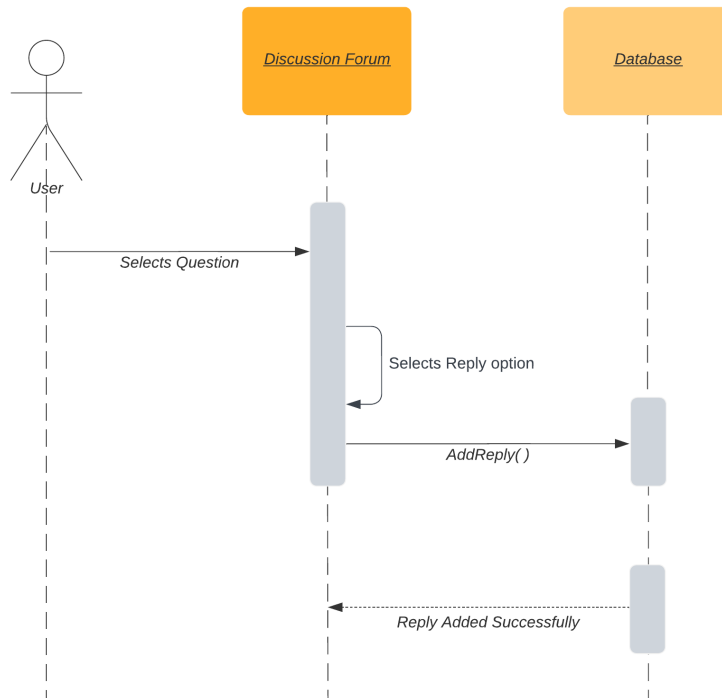 Discussion Forum
Database
User
Selects Question
Selects Reply option
AddReply( )
Reply Added Successfully